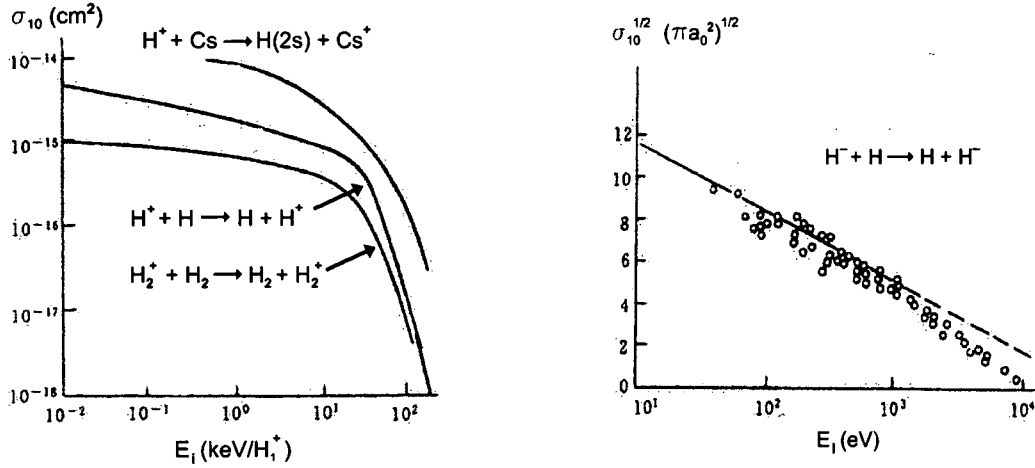 σ₁₀ (cm²)
H⁺ + Cs → H(2s) + Cs⁺
10⁻¹⁴
10⁻¹⁵
10⁻¹⁶
10⁻¹⁷
10⁻¹⁸
H⁺ + H → H + H⁺
H₂⁺ + H₂ → H₂ + H₂⁺
10⁻² 10⁻¹ 10⁰ 10¹ 10²
E_i (keV/H₁⁺)
σ₁₀^1/2 (πa₀²)^1/2
12
10
8
6
4
2
0
H⁻ + H → H + H⁻
10¹ 10² 10³ 10⁴
E_i (eV)